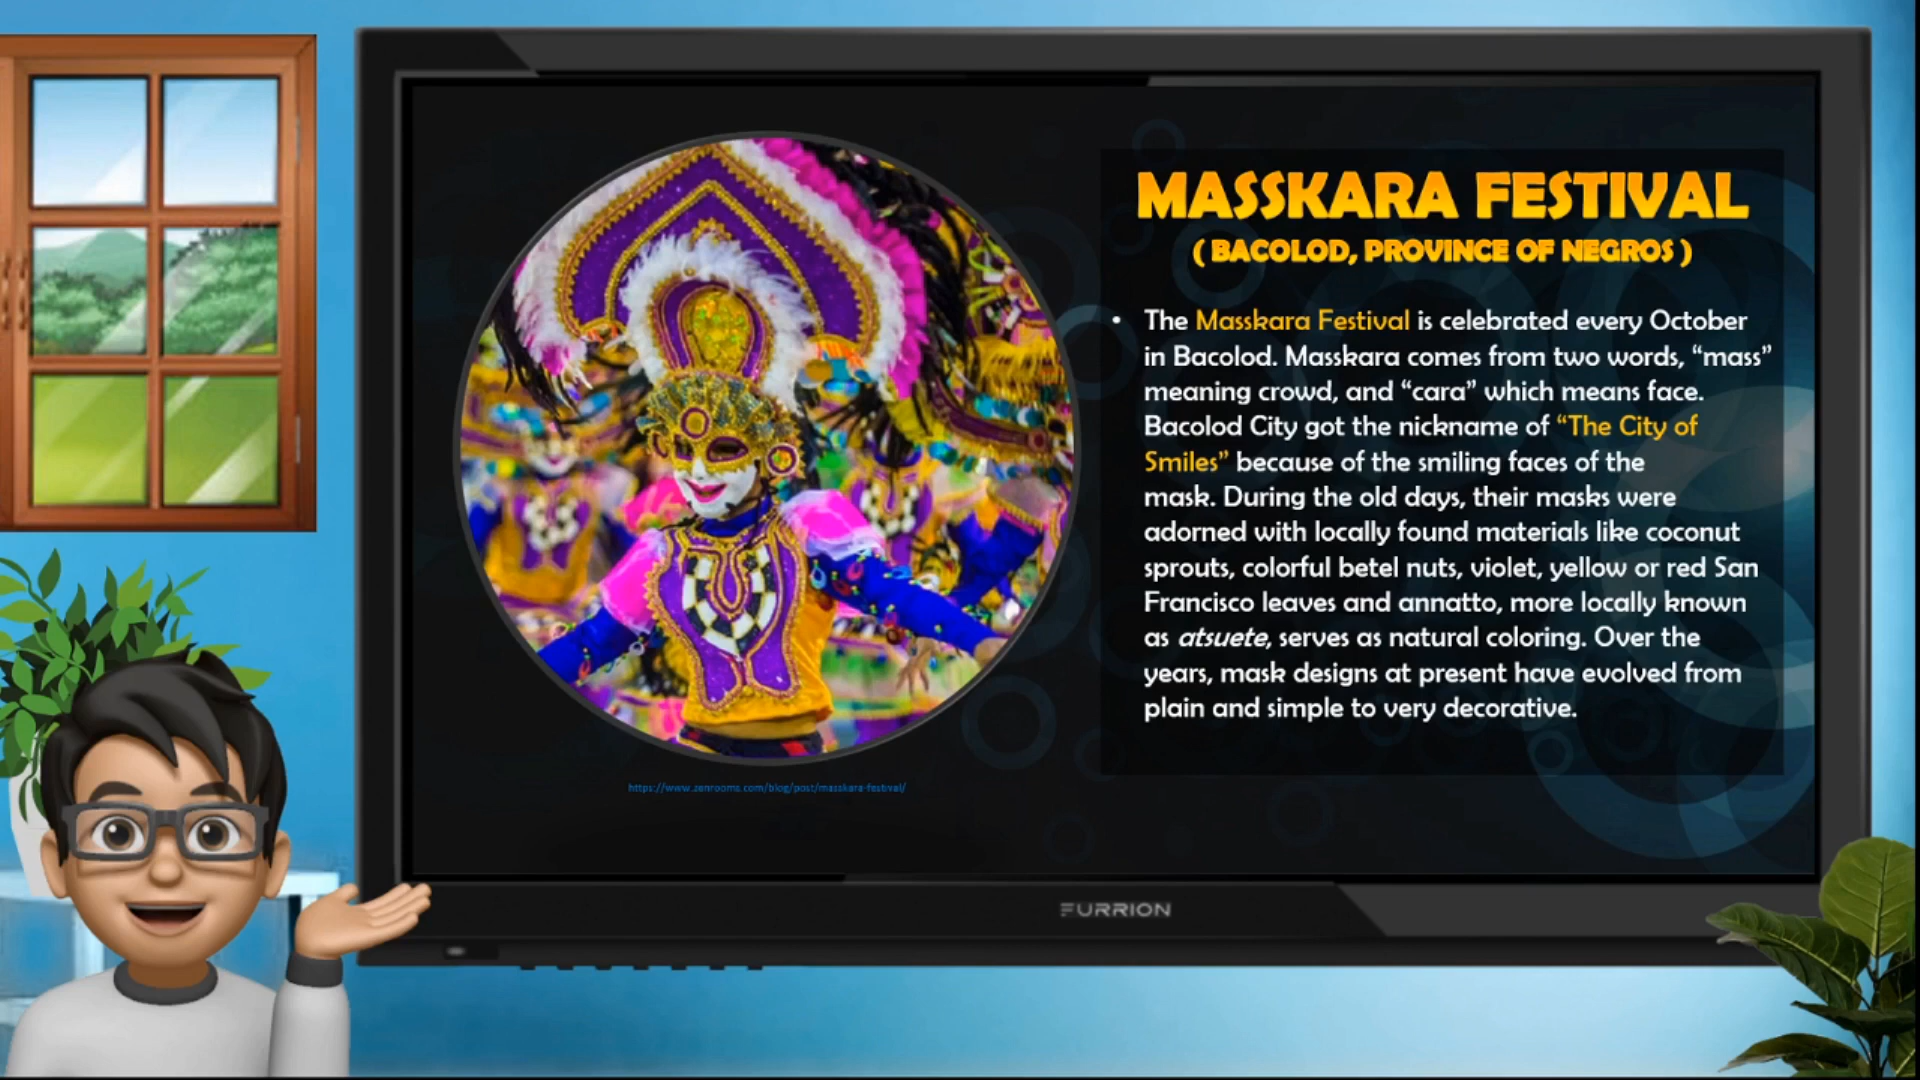 MASSKARA FESTIVAL
( BACOLOD, PROVINCE OF NEGROS )
• The Masskara Festival is celebrated every October
in Bacolod. Masskara comes from two words, “mass”
meaning crowd, and “cara” which means face.
Bacolod City got the nickname of “The City of
Smiles” because of the smiling faces of the
mask. During the old days, their masks were
adorned with locally found materials like coconut
sprouts, colorful betel nuts, violet, yellow or red San
Francisco leaves and annatto, more locally known
as atsuete, serves as natural coloring. Over the
years, mask designs at present have evolved from
plain and simple to very decorative.
https://www.zenrooms.com/blog/post/masskara-festival/
FURRION